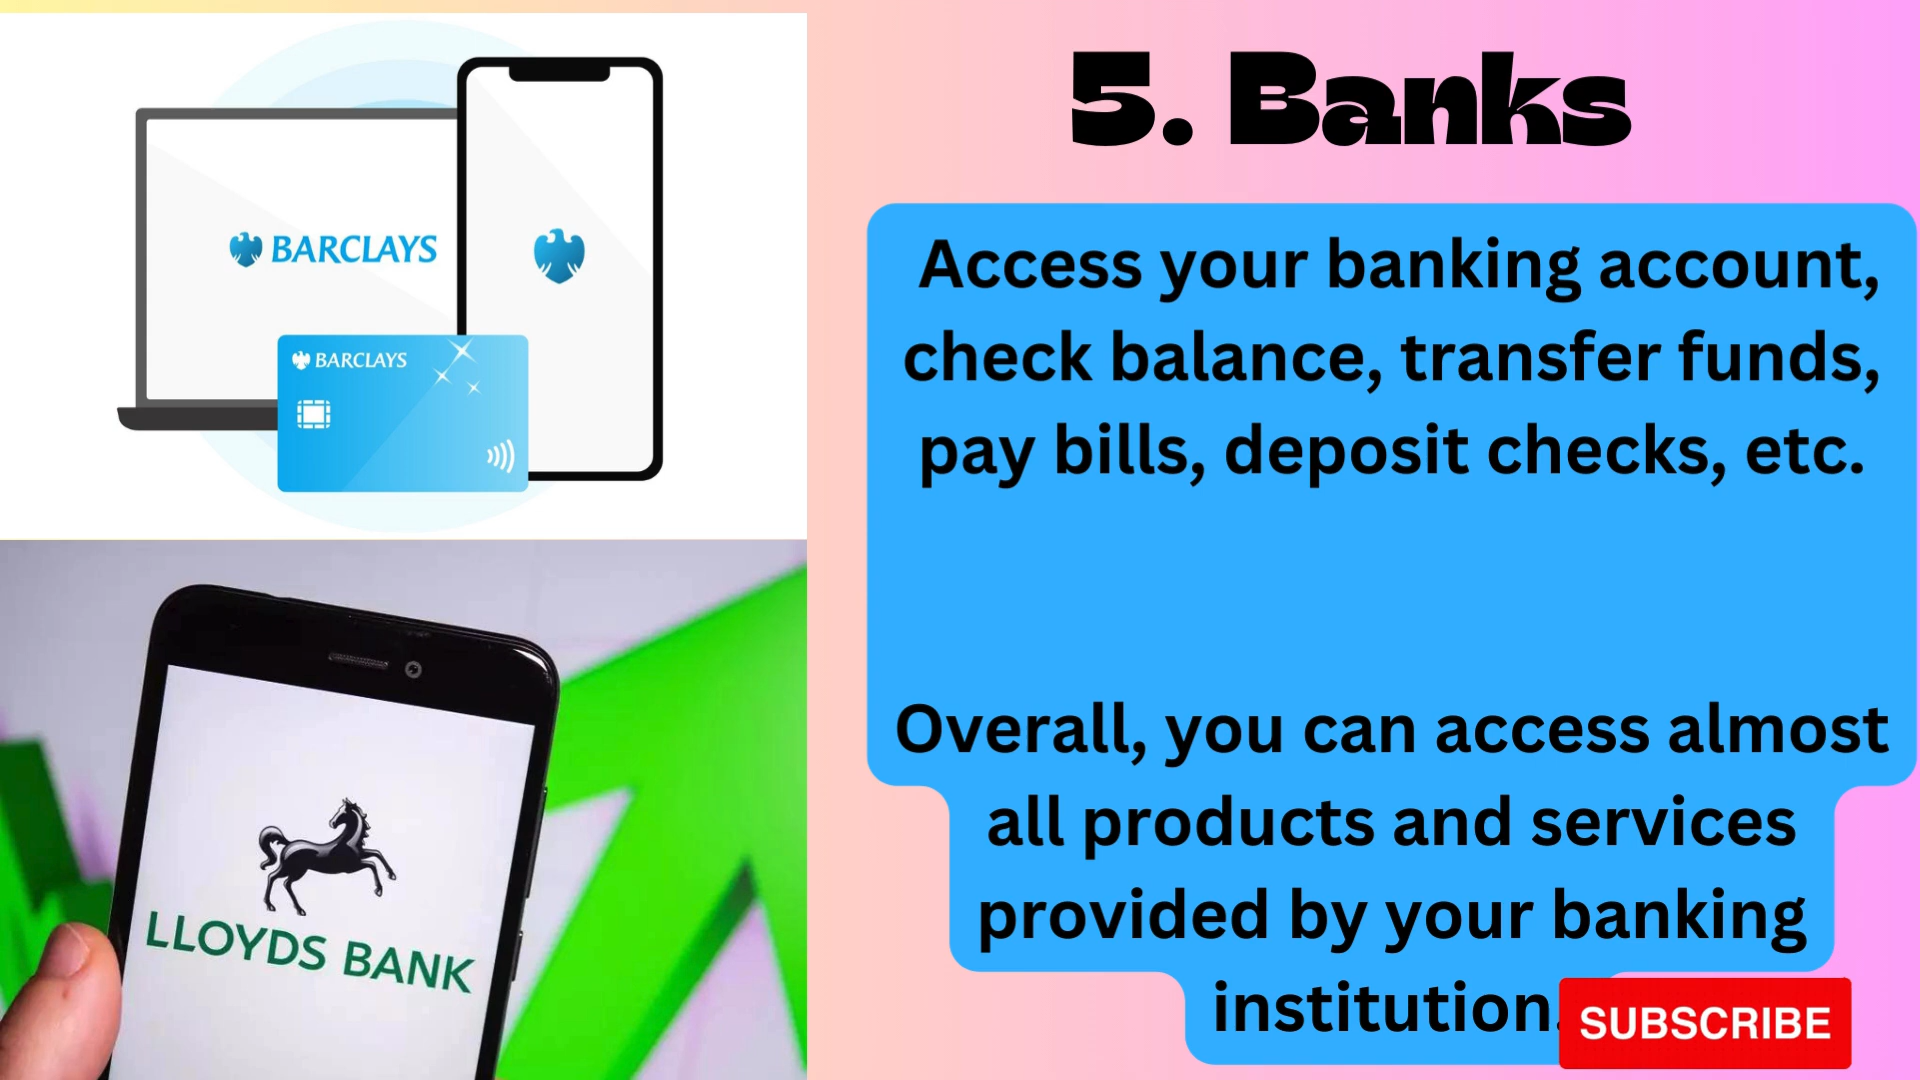 5. Banks
BARCLAYS
BARCLAYS
Access your banking account,
check balance, transfer funds,
pay bills, deposit checks, etc.
Overall, you can access almost
all products and services
provided by your banking
institution.
LLOYDS BANK
SUBSCRIBE